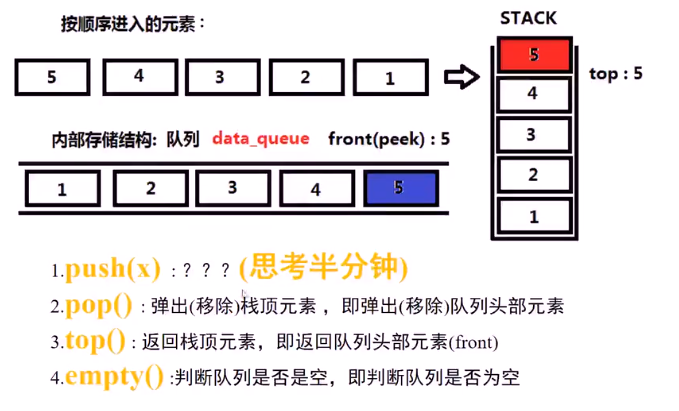 按顺序进入的元素：
5 4 3 2 1
STACK
5
4
3
2
1
top : 5
内部存储结构: 队列 data_queue front(peek) : 5
1 2 3 4 5
1.push(x) : ? ? ? (思考半分钟)
2.pop() : 弹出(移除)栈顶元素 ，即弹出(移除)队列头部元素
3.top() : 返回栈顶元素，即返回队列头部元素(front)
4.empty() :判断队列是否是空，即判断队列是否为空